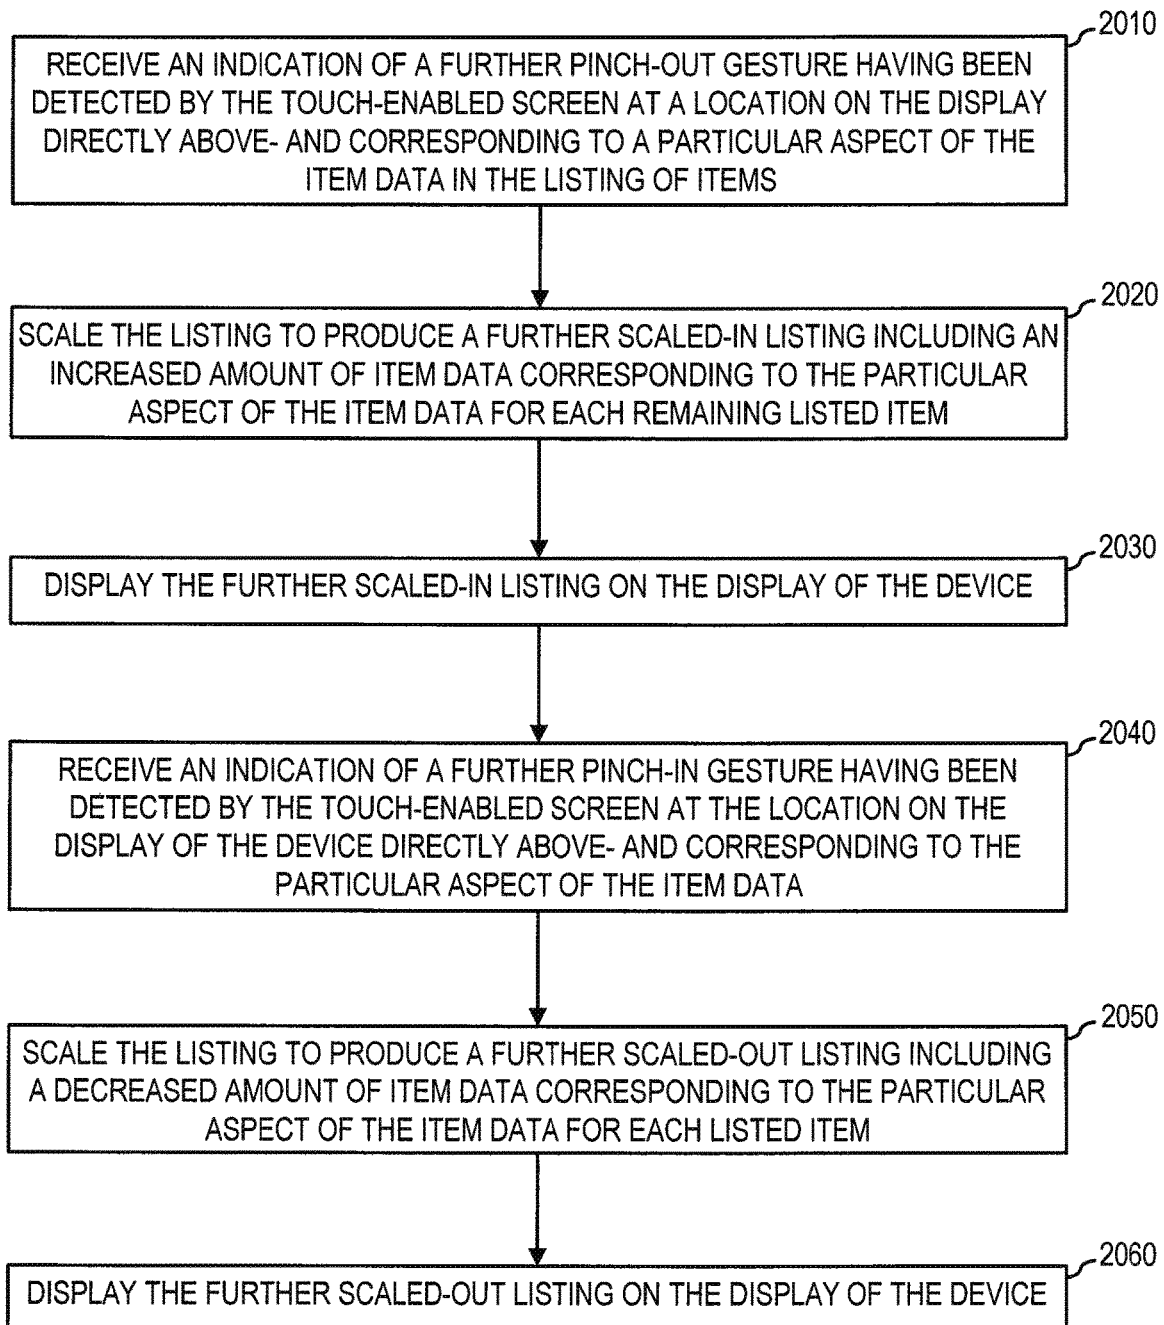 2010
RECEIVE AN INDICATION OF A FURTHER PINCH-OUT GESTURE HAVING BEEN
DETECTED BY THE TOUCH-ENABLED SCREEN AT A LOCATION ON THE DISPLAY
DIRECTLY ABOVE- AND CORRESPONDING TO A PARTICULAR ASPECT OF THE
ITEM DATA IN THE LISTING OF ITEMS
2020
SCALE THE LISTING TO PRODUCE A FURTHER SCALED-IN LISTING INCLUDING AN
INCREASED AMOUNT OF ITEM DATA CORRESPONDING TO THE PARTICULAR
ASPECT OF THE ITEM DATA FOR EACH REMAINING LISTED ITEM
2030
DISPLAY THE FURTHER SCALED-IN LISTING ON THE DISPLAY OF THE DEVICE
2040
RECEIVE AN INDICATION OF A FURTHER PINCH-IN GESTURE HAVING BEEN
DETECTED BY THE TOUCH-ENABLED SCREEN AT THE LOCATION ON THE
DISPLAY OF THE DEVICE DIRECTLY ABOVE- AND CORRESPONDING TO THE
PARTICULAR ASPECT OF THE ITEM DATA
2050
SCALE THE LISTING TO PRODUCE A FURTHER SCALED-OUT LISTING INCLUDING
A DECREASED AMOUNT OF ITEM DATA CORRESPONDING TO THE PARTICULAR
ASPECT OF THE ITEM DATA FOR EACH LISTED ITEM
2060
DISPLAY THE FURTHER SCALED-OUT LISTING ON THE DISPLAY OF THE DEVICE